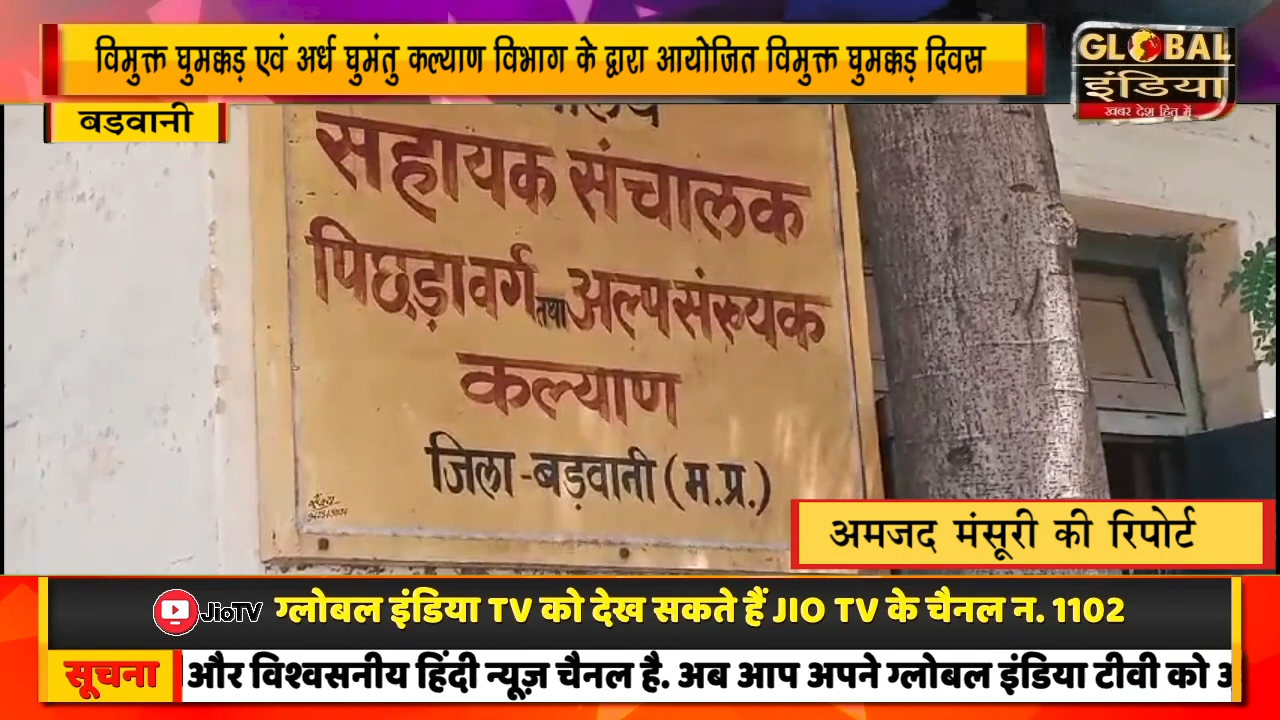 विमुक्त घुमक्कड़ एवं अर्ध घुमंतु कल्याण विभाग के द्वारा आयोजित विमुक्त घुमक्कड़ दिवस
GLOBAL
इंडिया
खबर देश हित में
बड़वानी
सहायक संचालक
पिछड़ावर्ग तथा अल्पसंख्यक
कल्याण
जिला-बड़वानी (म.प्र.)
अमजद मंसूरी की रिपोर्ट
JioTV ग्लोबल इंडिया TV को देख सकते हैं JIO TV के चैनल न. 1102
सूचना और विश्वसनीय हिंदी न्यूज़ चैनल है. अब आप अपने ग्लोबल इंडिया टीवी को